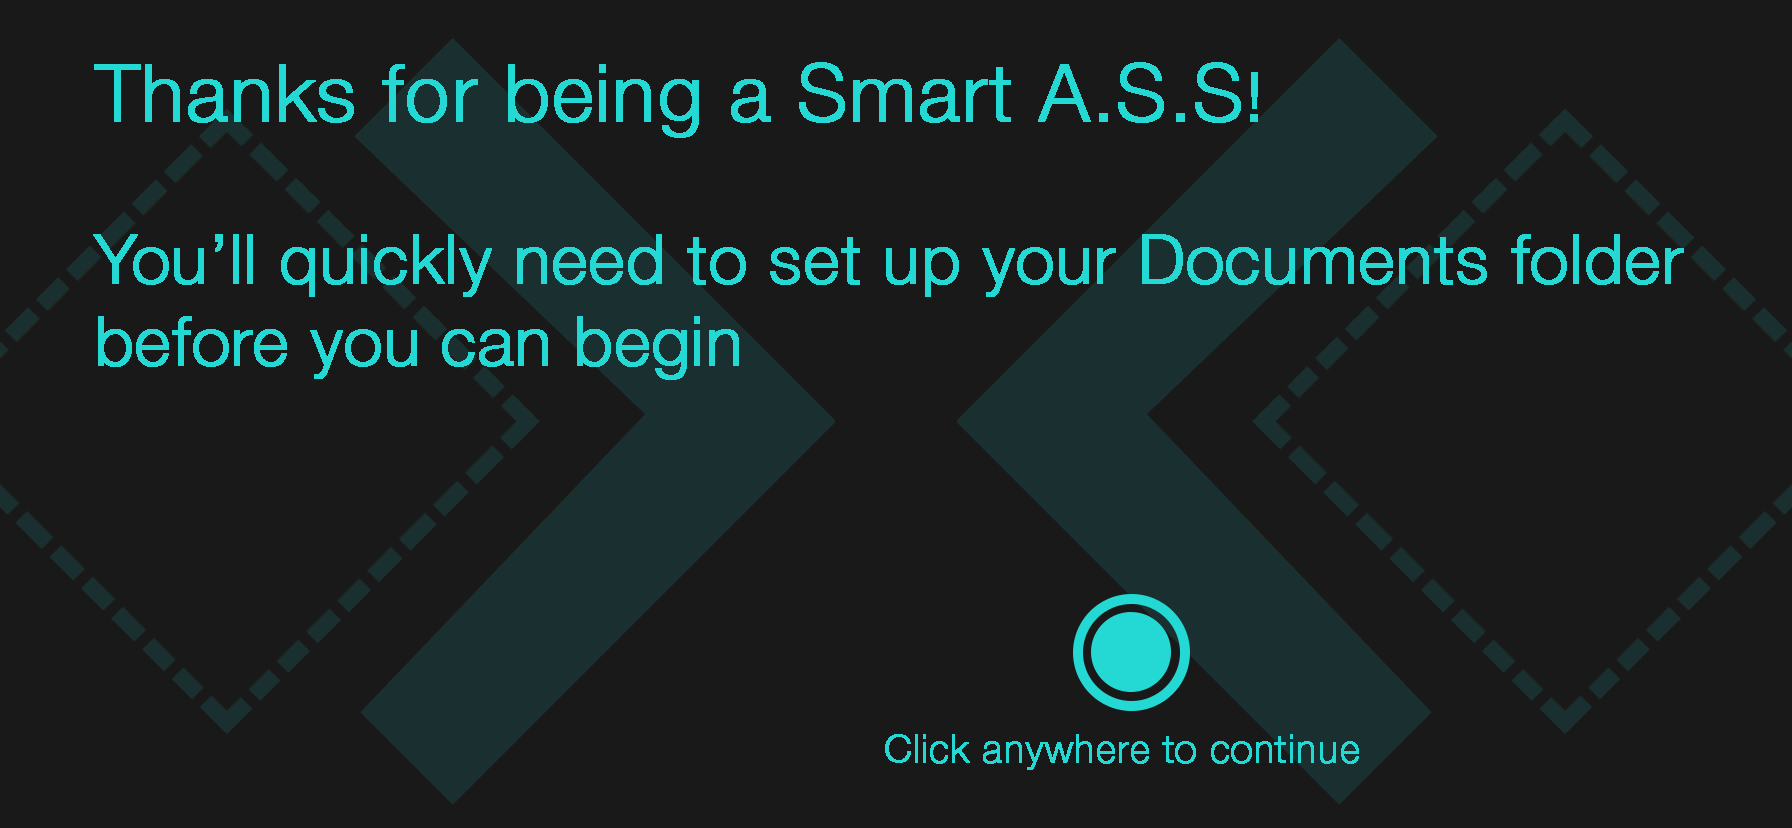 Thanks for being a Smart A.S.S!
You’ll quickly need to set up your Documents folder
before you can begin
Click anywhere to continue